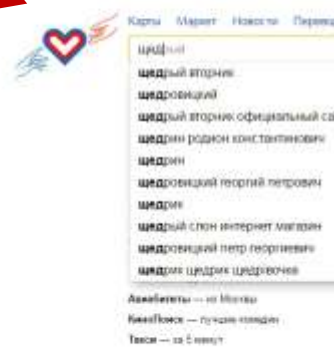 Карты Маркет Новости Перевод
щедрый
щедрый вторник
щедровицкий
щедрый вторник официальный са
щедрин родион константинович
щедрин
щедровицкий георгий петрович
щедрик
щедрый слон интернет магазин
щедровицкий петр георгиевич
щедрик щедрик щедрівочка
Авиабилеты — из Москвы
КиноПоиск — лучшие комедии
Такси — за 5 минут